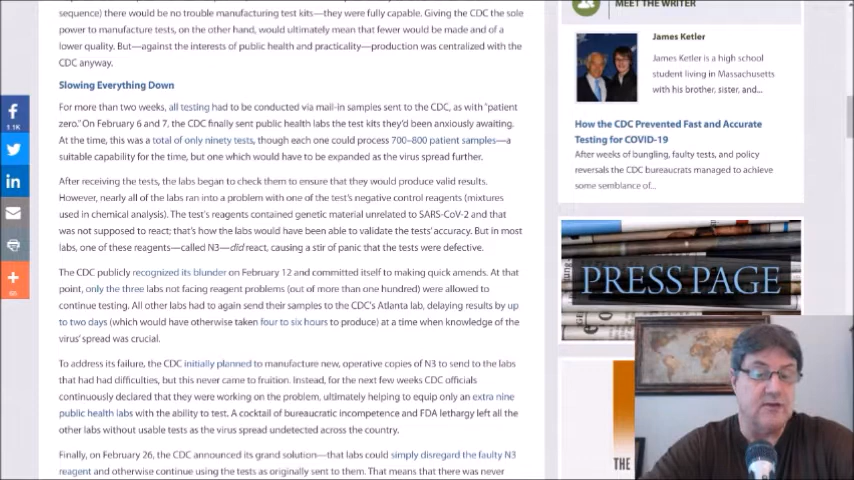 sequence) there would be no trouble manufacturing test kits—they were fully capable. Giving the CDC the sole
power to manufacture tests, on the other hand, would ultimately mean that fewer would be made and of a
lower quality. But—against the interests of public health and practicality—production was centralized with the
CDC anyway.
Slowing Everything Down
For more than two weeks, all testing had to be conducted via mail-in samples sent to the CDC, as with "patient
zero." On February 6 and 7, the CDC finally sent public health labs the test kits they'd been anxiously awaiting.
At the time, this was a total of only ninety tests, though each one could process 700–800 patient samples—a
suitable capability for the time, but one which would have to be expanded as the virus spread further.
After receiving the tests, the labs began to check them to ensure that they would produce valid results.
However, nearly all of the labs ran into a problem with one of the test's negative control reagents (mixtures
used in chemical analysis). The test's reagents contained genetic material unrelated to SARS-CoV-2 and that
was not supposed to react; that's how the labs would have been able to validate the tests' accuracy. But in most
labs, one of these reagents—called N3—did react, causing a stir of panic that the tests were defective.
The CDC publicly recognized its blunder on February 12 and committed itself to making quick amends. At that
point, only the three labs not facing reagent problems (out of more than one hundred) were allowed to
continue testing. All other labs had to again send their samples to the CDC's Atlanta lab, delaying results by up
to two days (which would have otherwise taken four to six hours to produce) at a time when knowledge of the
virus' spread was crucial.
To address its failure, the CDC initially planned to manufacture new, operative copies of N3 to send to the labs
that had had difficulties, but this never came to fruition. Instead, for the next few weeks CDC officials
continuously declared that they were working on the problem, ultimately helping to equip only an extra nine
public health labs with the ability to test. A cocktail of bureaucratic incompetence and FDA lethargy left all the
other labs without usable tests as the virus spread undetected across the country.
Finally, on February 26, the CDC announced its grand solution—that labs could simply disregard the faulty N3
reagent and otherwise continue using the tests as originally sent to them. That means that there was never
1.1K
MEET THE WRITER
James Ketler
James Ketler is a high school
student living in Massachusetts
with his brother, sister, and...
How the CDC Prevented Fast and Accurate
Testing for COVID-19
After weeks of bungling, faulty tests, and policy
reversals the CDC bureaucrats managed to achieve
some semblance of...
PRESS PAGE
THE